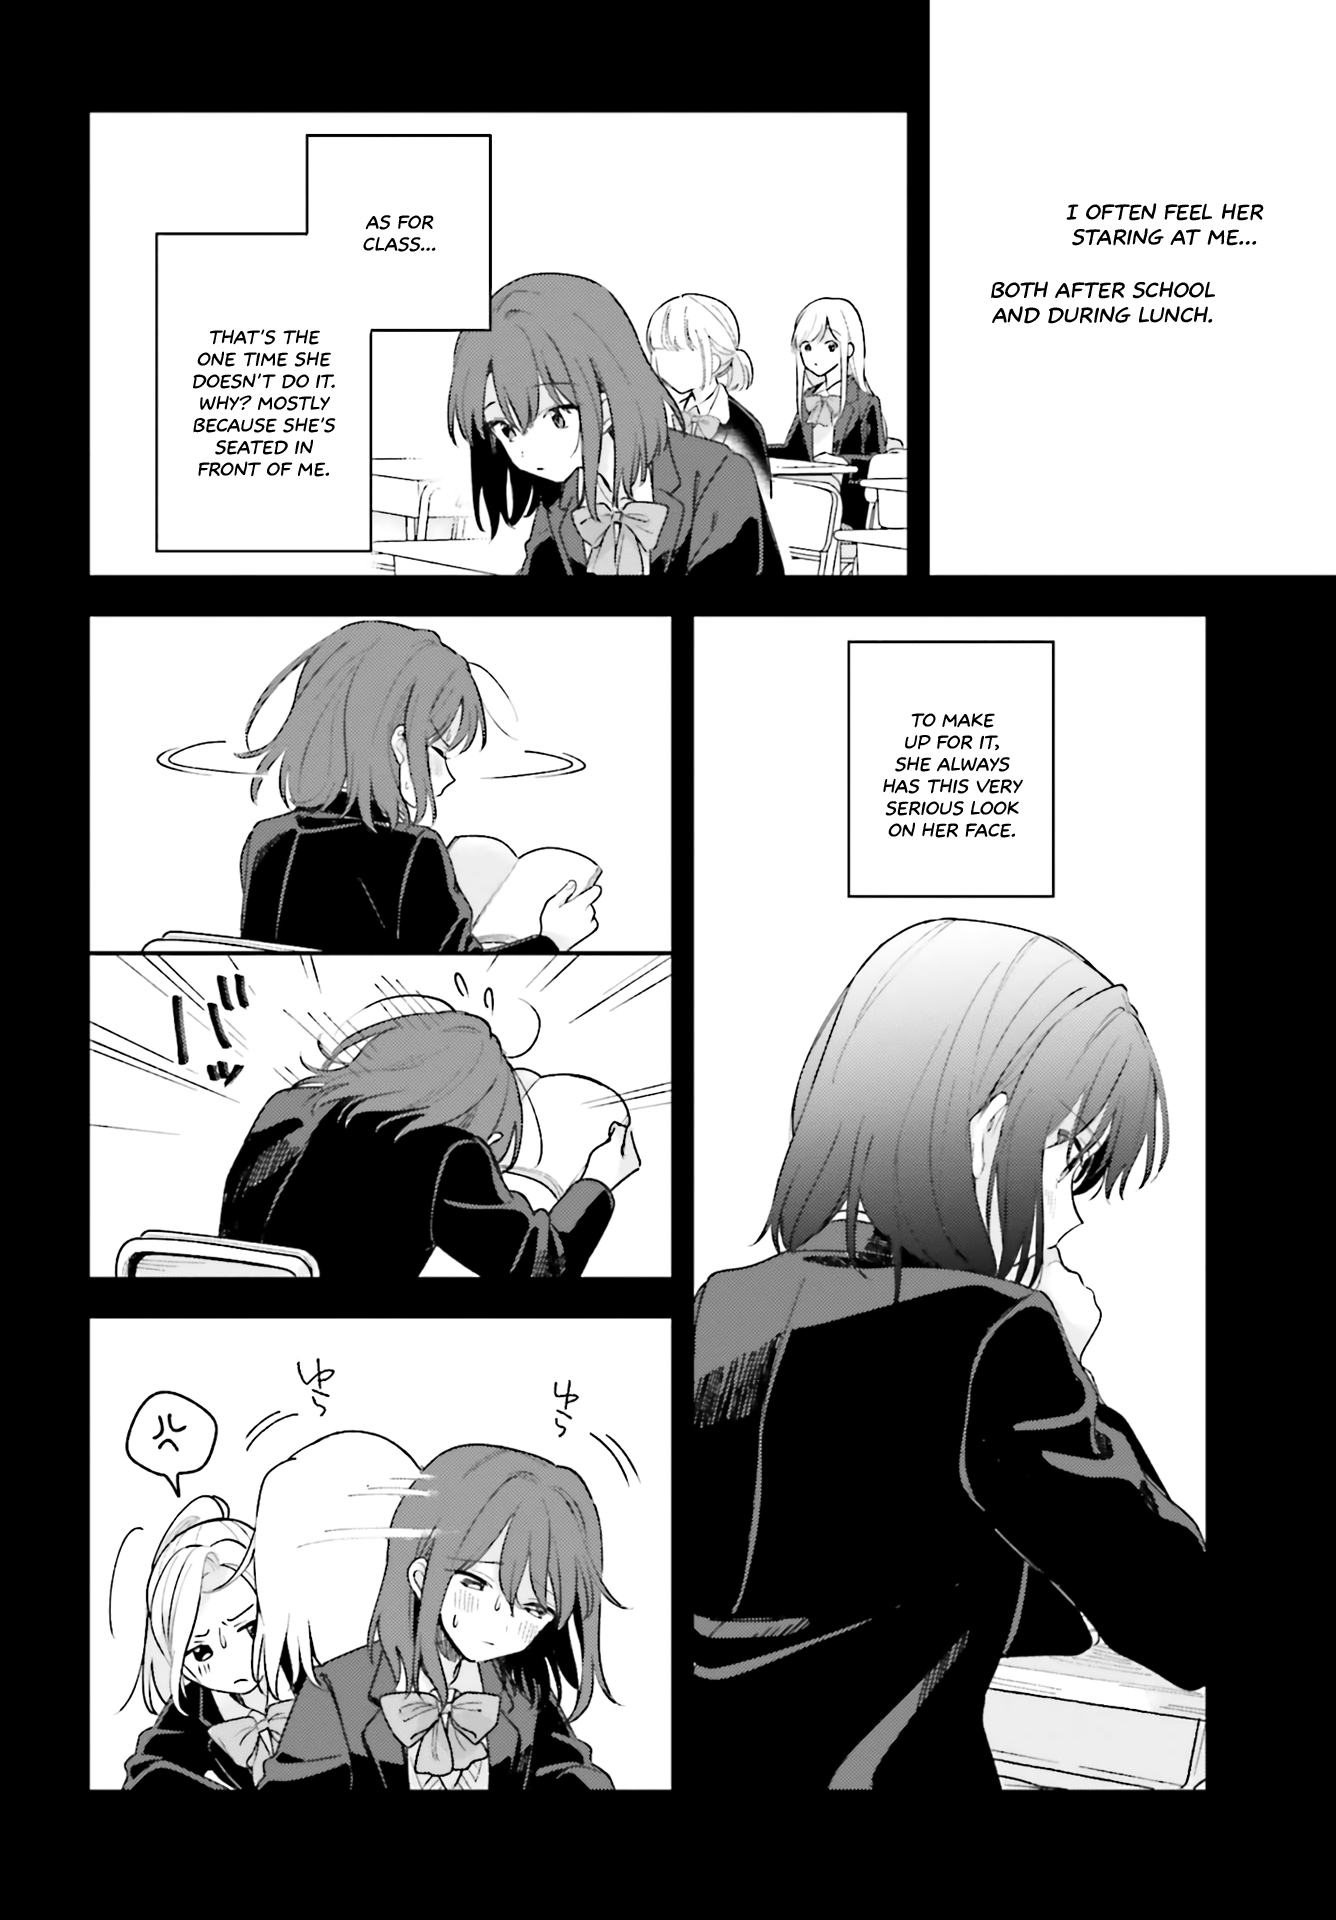 I OFTEN FEEL HER
STARING AT ME...
BOTH AFTER SCHOOL
AND DURING LUNCH.
AS FOR
CLASS...
THAT'S THE
ONE TIME SHE
DOESN'T DO IT.
WHY? MOSTLY
BECAUSE SHE'S
SEATED IN
FRONT OF ME.
TO MAKE
UP FOR IT,
SHE ALWAYS
HAS THIS VERY
SERIOUS LOOK
ON HER FACE.
バッ
ゆら
ゆら